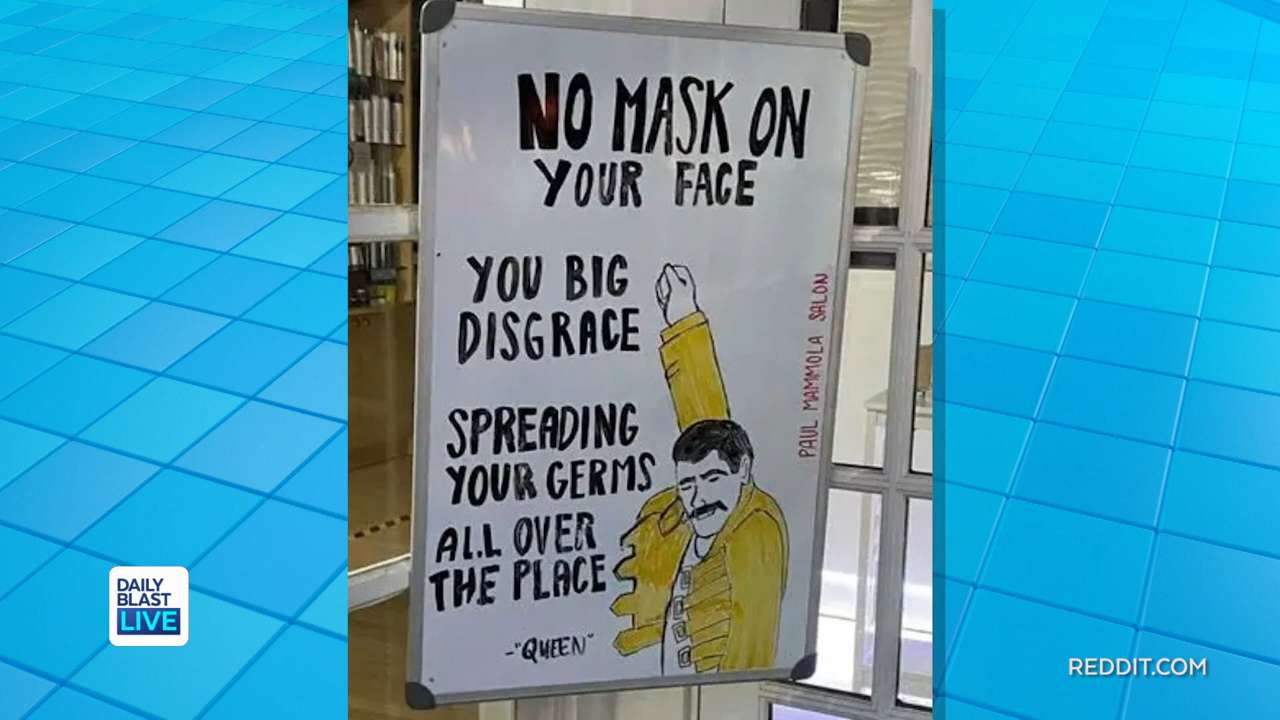 NO MASK ON
YOUR FACE
YOU BIG
DISGRACE
SPREADING
YOUR GERMS
ALL OVER
THE PLACE
-"QUEEN"
PAUL MAMMOLA SALON
DAILY
BLAST
LIVE
REDDIT.COM